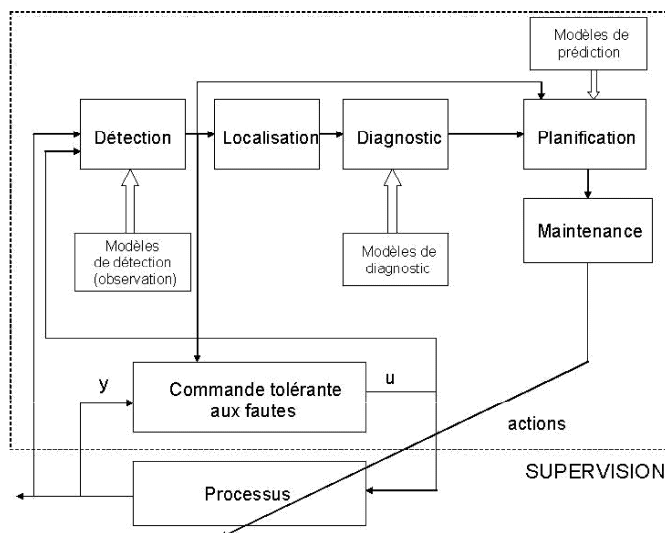 Modèles de
prédiction
Détection
Localisation
Diagnostic
Planification
Modèles
de détection
(observation)
Modèles de
diagnostic
Maintenance
y
Commande tolérante
aux fautes
u
actions
Processus
SUPERVISION